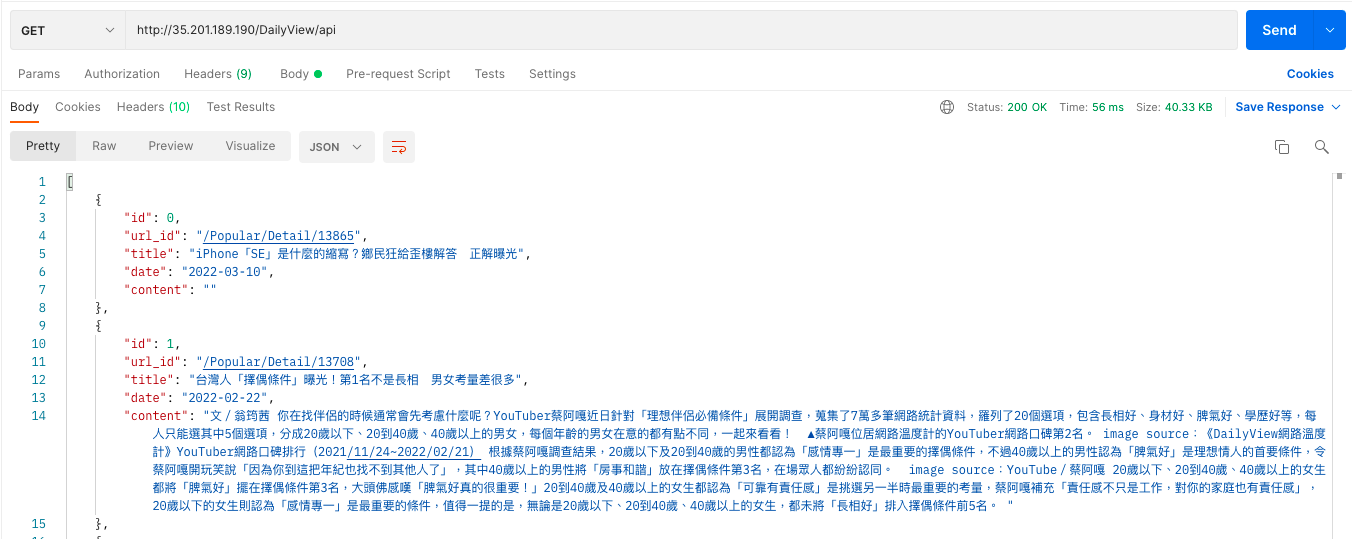 GET http://35.201.189.190/DailyView/api Send
Params Authorization Headers (9) Body Pre-request Script Tests Settings Cookies
Body Cookies Headers (10) Test Results Status: 200 OK Time: 56 ms Size: 40.33 KB Save Response
Pretty Raw Preview Visualize JSON
1 [
2 {
3 "id": 0,
4 "url_id": "/Popular/Detail/13865",
5 "title": "iPhone「SE」是什麼的縮寫？鄉民狂給歪樓解答　正解曝光",
6 "date": "2022-03-10",
7 "content": ""
8 },
9 {
10 "id": 1,
11 "url_id": "/Popular/Detail/13708",
12 "title": "台灣人「擇偶條件」曝光！第1名不是長相　男女考量差很多",
13 "date": "2022-02-22",
14 "content": "文／翁筠茜 你在找伴侶的時候通常會先考慮什麼呢？YouTuber蔡阿嘎近日針對「理想伴侶必備條件」展開調查，蒐集了7萬多筆網路統計資料，羅列了20個選項，包含長相好、身材好、脾氣好、學歷好等，每
人只能選其中5個選項，分成20歲以下、20到40歲、40歲以上的男女，每個年齡的男女在意的都有點不同，一起來看看！　▲蔡阿嘎位居網路溫度計的YouTuber網路口碑第2名。 image source：《DailyView網路溫度
計》YouTuber網路口碑排行（2021/11/24~2022/02/21） 根據蔡阿嘎調查結果，20歲以下及20到40歲的男性都認為「感情專一」是最重要的擇偶條件，不過40歲以上的男性認為「脾氣好」是理想情人的首要條件，令
蔡阿嘎開玩笑說「因為你到這把年紀也找不到其他人了」，其中40歲以上的男性將「房事和諧」放在擇偶條件第3名，在場眾人都紛紛認同。　image source：YouTube／蔡阿嘎 20歲以下、20到40歲、40歲以上的女生
都將「脾氣好」擺在擇偶條件第3名，大頭佛感嘆「脾氣好真的很重要！」20到40歲及40歲以上的女生都認為「可靠有責任感」是挑選另一半時最重要的考量，蔡阿嘎補充「責任感不只是工作，對你的家庭也有責任感」，
20歲以下的女生則認為「感情專一」是最重要的條件，值得一提的是，無論是20歲以下、20到40歲、40歲以上的女生，都未將「長相好」排入擇偶條件前5名。 "
15 },